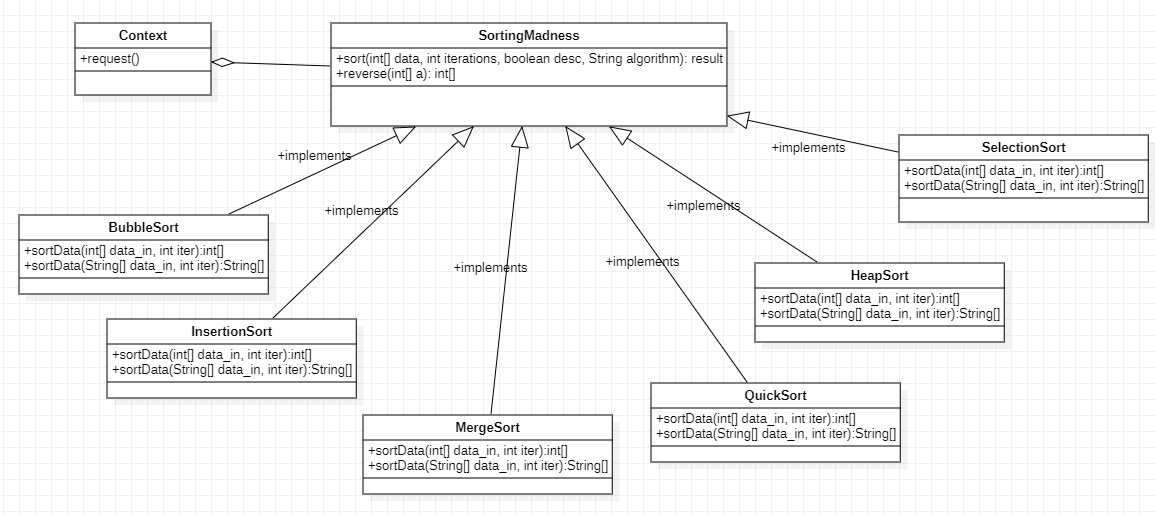 Context
+request()
SortingMadness
+sort(int[] data, int iterations, boolean desc, String algorithm): result
+reverse(int[] a): int[]
+implements
SelectionSort
+sortData(int[] data_in, int iter):int[]
+sortData(String[] data_in, int iter):String[]
+implements
+implements
+implements
BubbleSort
+sortData(int[] data_in, int iter):int[]
+sortData(String[] data_in, int iter):String[]
+implements
+implements
HeapSort
+sortData(int[] data_in, int iter):int[]
+sortData(String[] data_in, int iter):String[]
InsertionSort
+sortData(int[] data_in, int iter):int[]
+sortData(String[] data_in, int iter):String[]
QuickSort
+sortData(int[] data_in, int iter):int[]
+sortData(String[] data_in, int iter):String[]
MergeSort
+sortData(int[] data_in, int iter):int[]
+sortData(String[] data_in, int iter):String[]